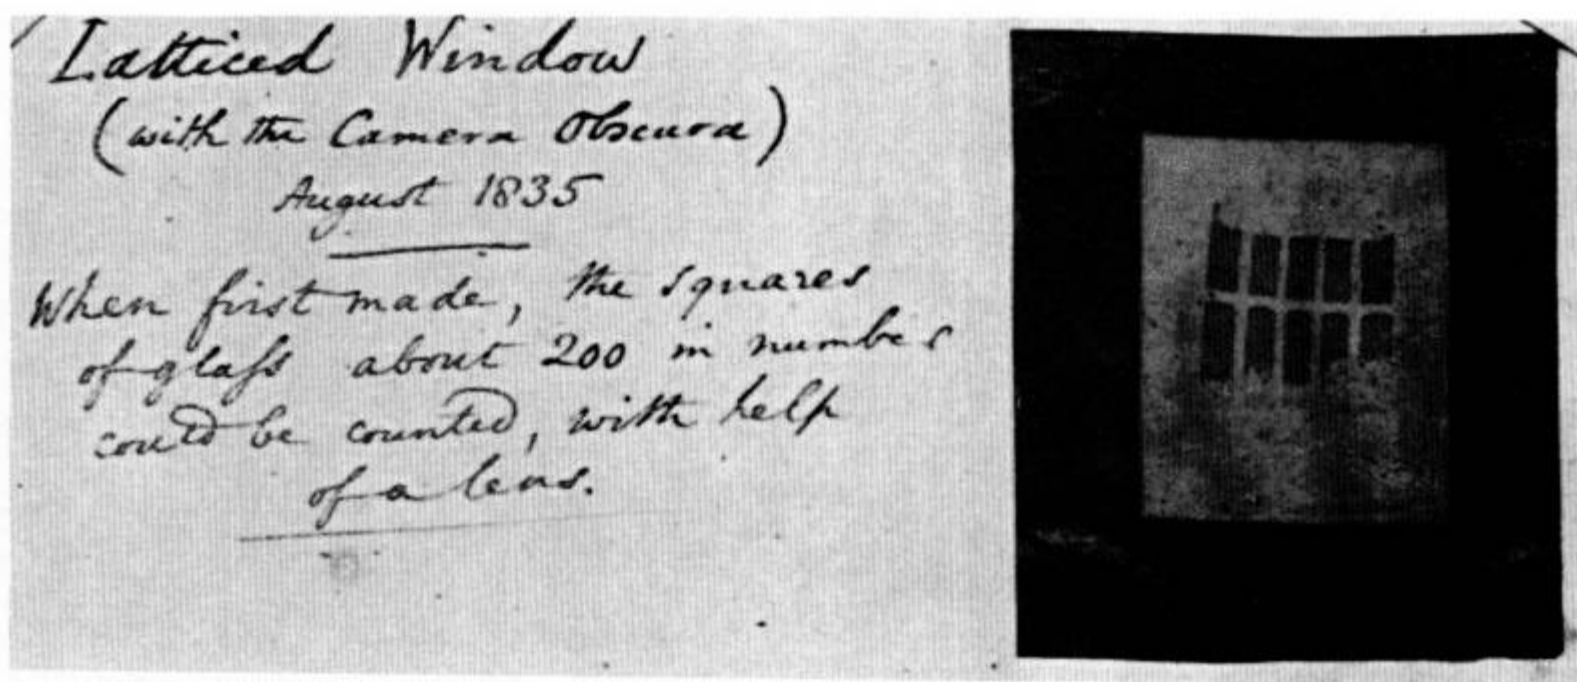 Latticed Window
(with the Camera Obscura)
August 1835
When first made, the squares
of glaſs about 200 in number
could be counted, with help
of a lens.